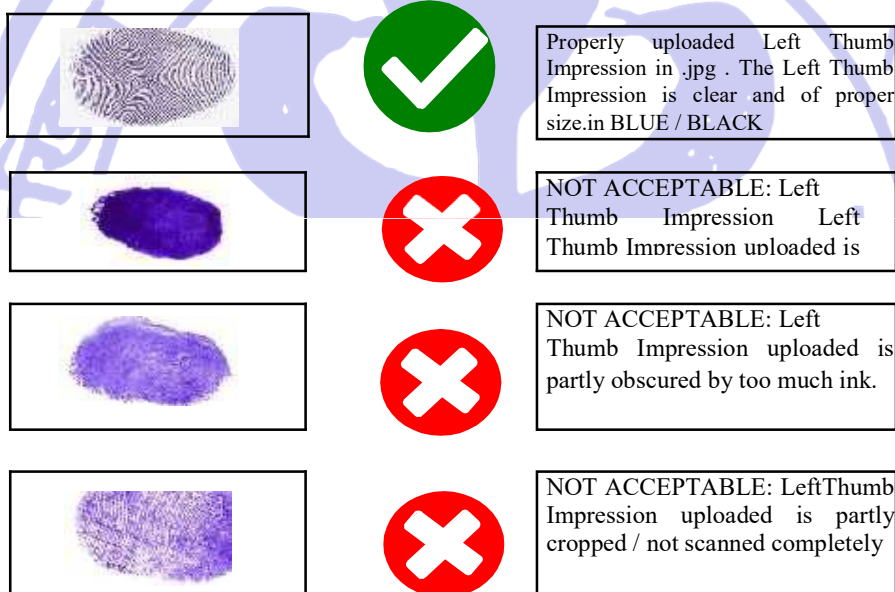 Properly uploaded Left Thumb
Impression in .jpg . The Left Thumb
Impression is clear and of proper
size.in BLUE / BLACK
NOT ACCEPTABLE: Left
Thumb Impression Left
Thumb Impression uploaded is
NOT ACCEPTABLE: Left
Thumb Impression uploaded is
partly obscured by too much ink.
NOT ACCEPTABLE: LeftThumb
Impression uploaded is partly
cropped / not scanned completely